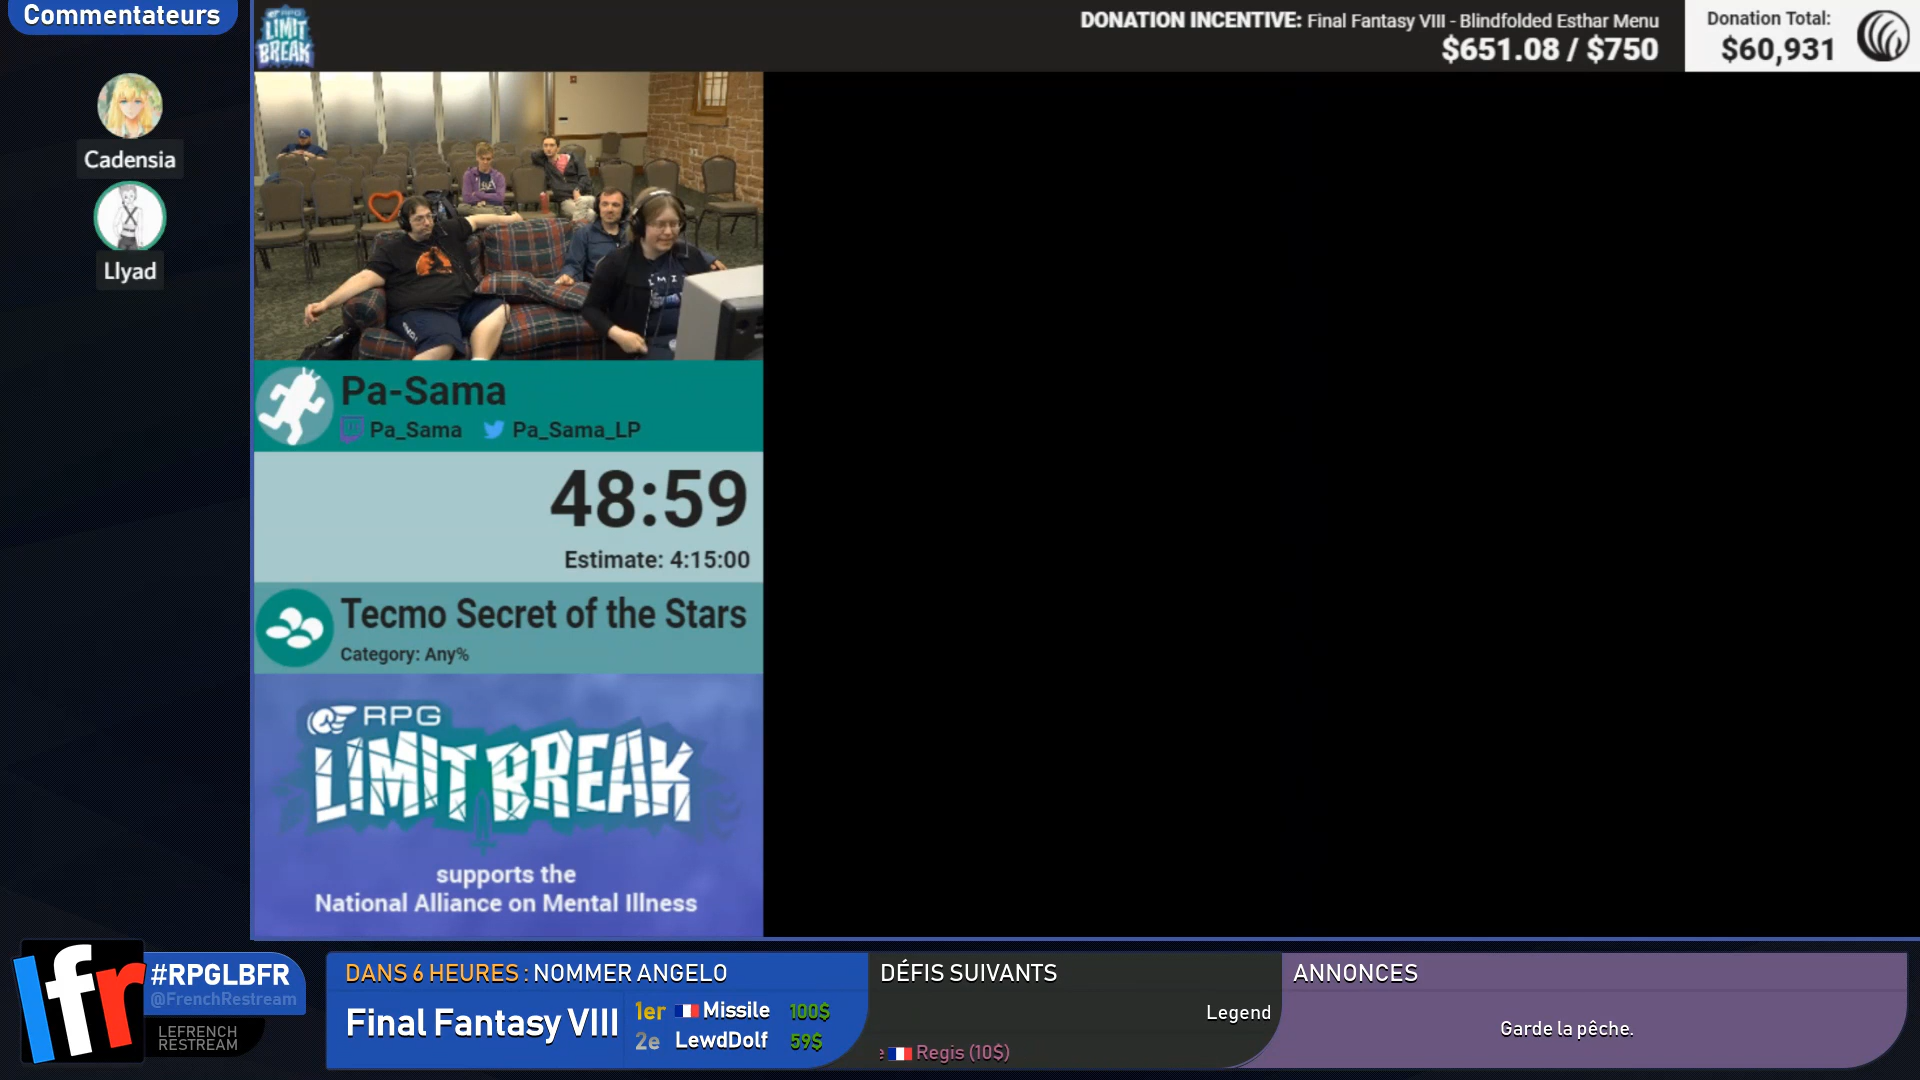 Commentateurs
Cadensia
Llyad
RPG
LIMIT
BREAK
DONATION INCENTIVE: Final Fantasy VIII - Blindfolded Esthar Menu
$651.08 / $750
Donation Total:
$60,931
Pa-Sama
Pa_Sama Pa_Sama_LP
48:59
Estimate: 4:15:00
Tecmo Secret of the Stars
Category: Any%
RPG
LIMIT BREAK
supports the
National Alliance on Mental Illness
lfr
#RPGLBFR
@FrenchRestream
LEFRENCH
RESTREAM
DANS 6 HEURES : NOMMER ANGELO
Final Fantasy VIII
1er Missile 100$
2e LewdDolf 59$
DÉFIS SUIVANTS
Legend
Regis (10$)
ANNONCES
Garde la pêche.